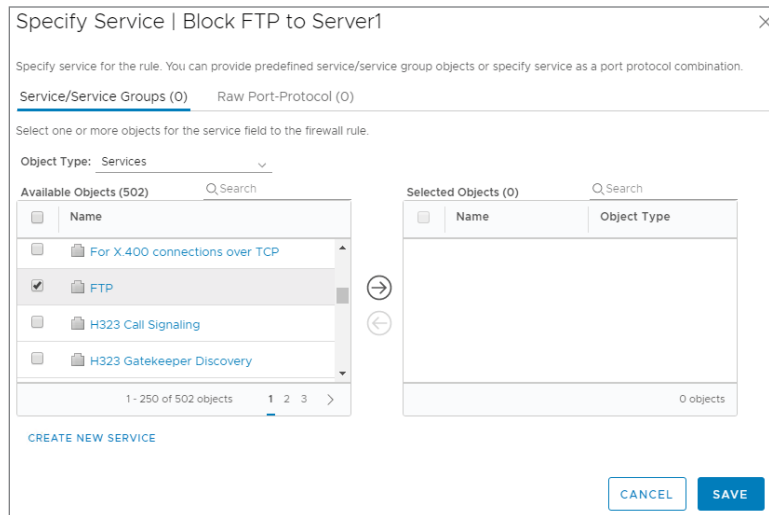 Specify Service | Block FTP to Server1
Specify service for the rule. You can provide predefined service/service group objects or specify service as a port protocol combination.
Service/Service Groups (0) Raw Port-Protocol (0)
Select one or more objects for the service field to the firewall rule.
Object Type: Services
Available Objects (502) Search
Name
For X.400 connections over TCP
FTP
H323 Call Signaling
H323 Gatekeeper Discovery
1 - 250 of 502 objects 1 2 3
Selected Objects (0) Search
Name Object Type
0 objects
CREATE NEW SERVICE
CANCEL SAVE